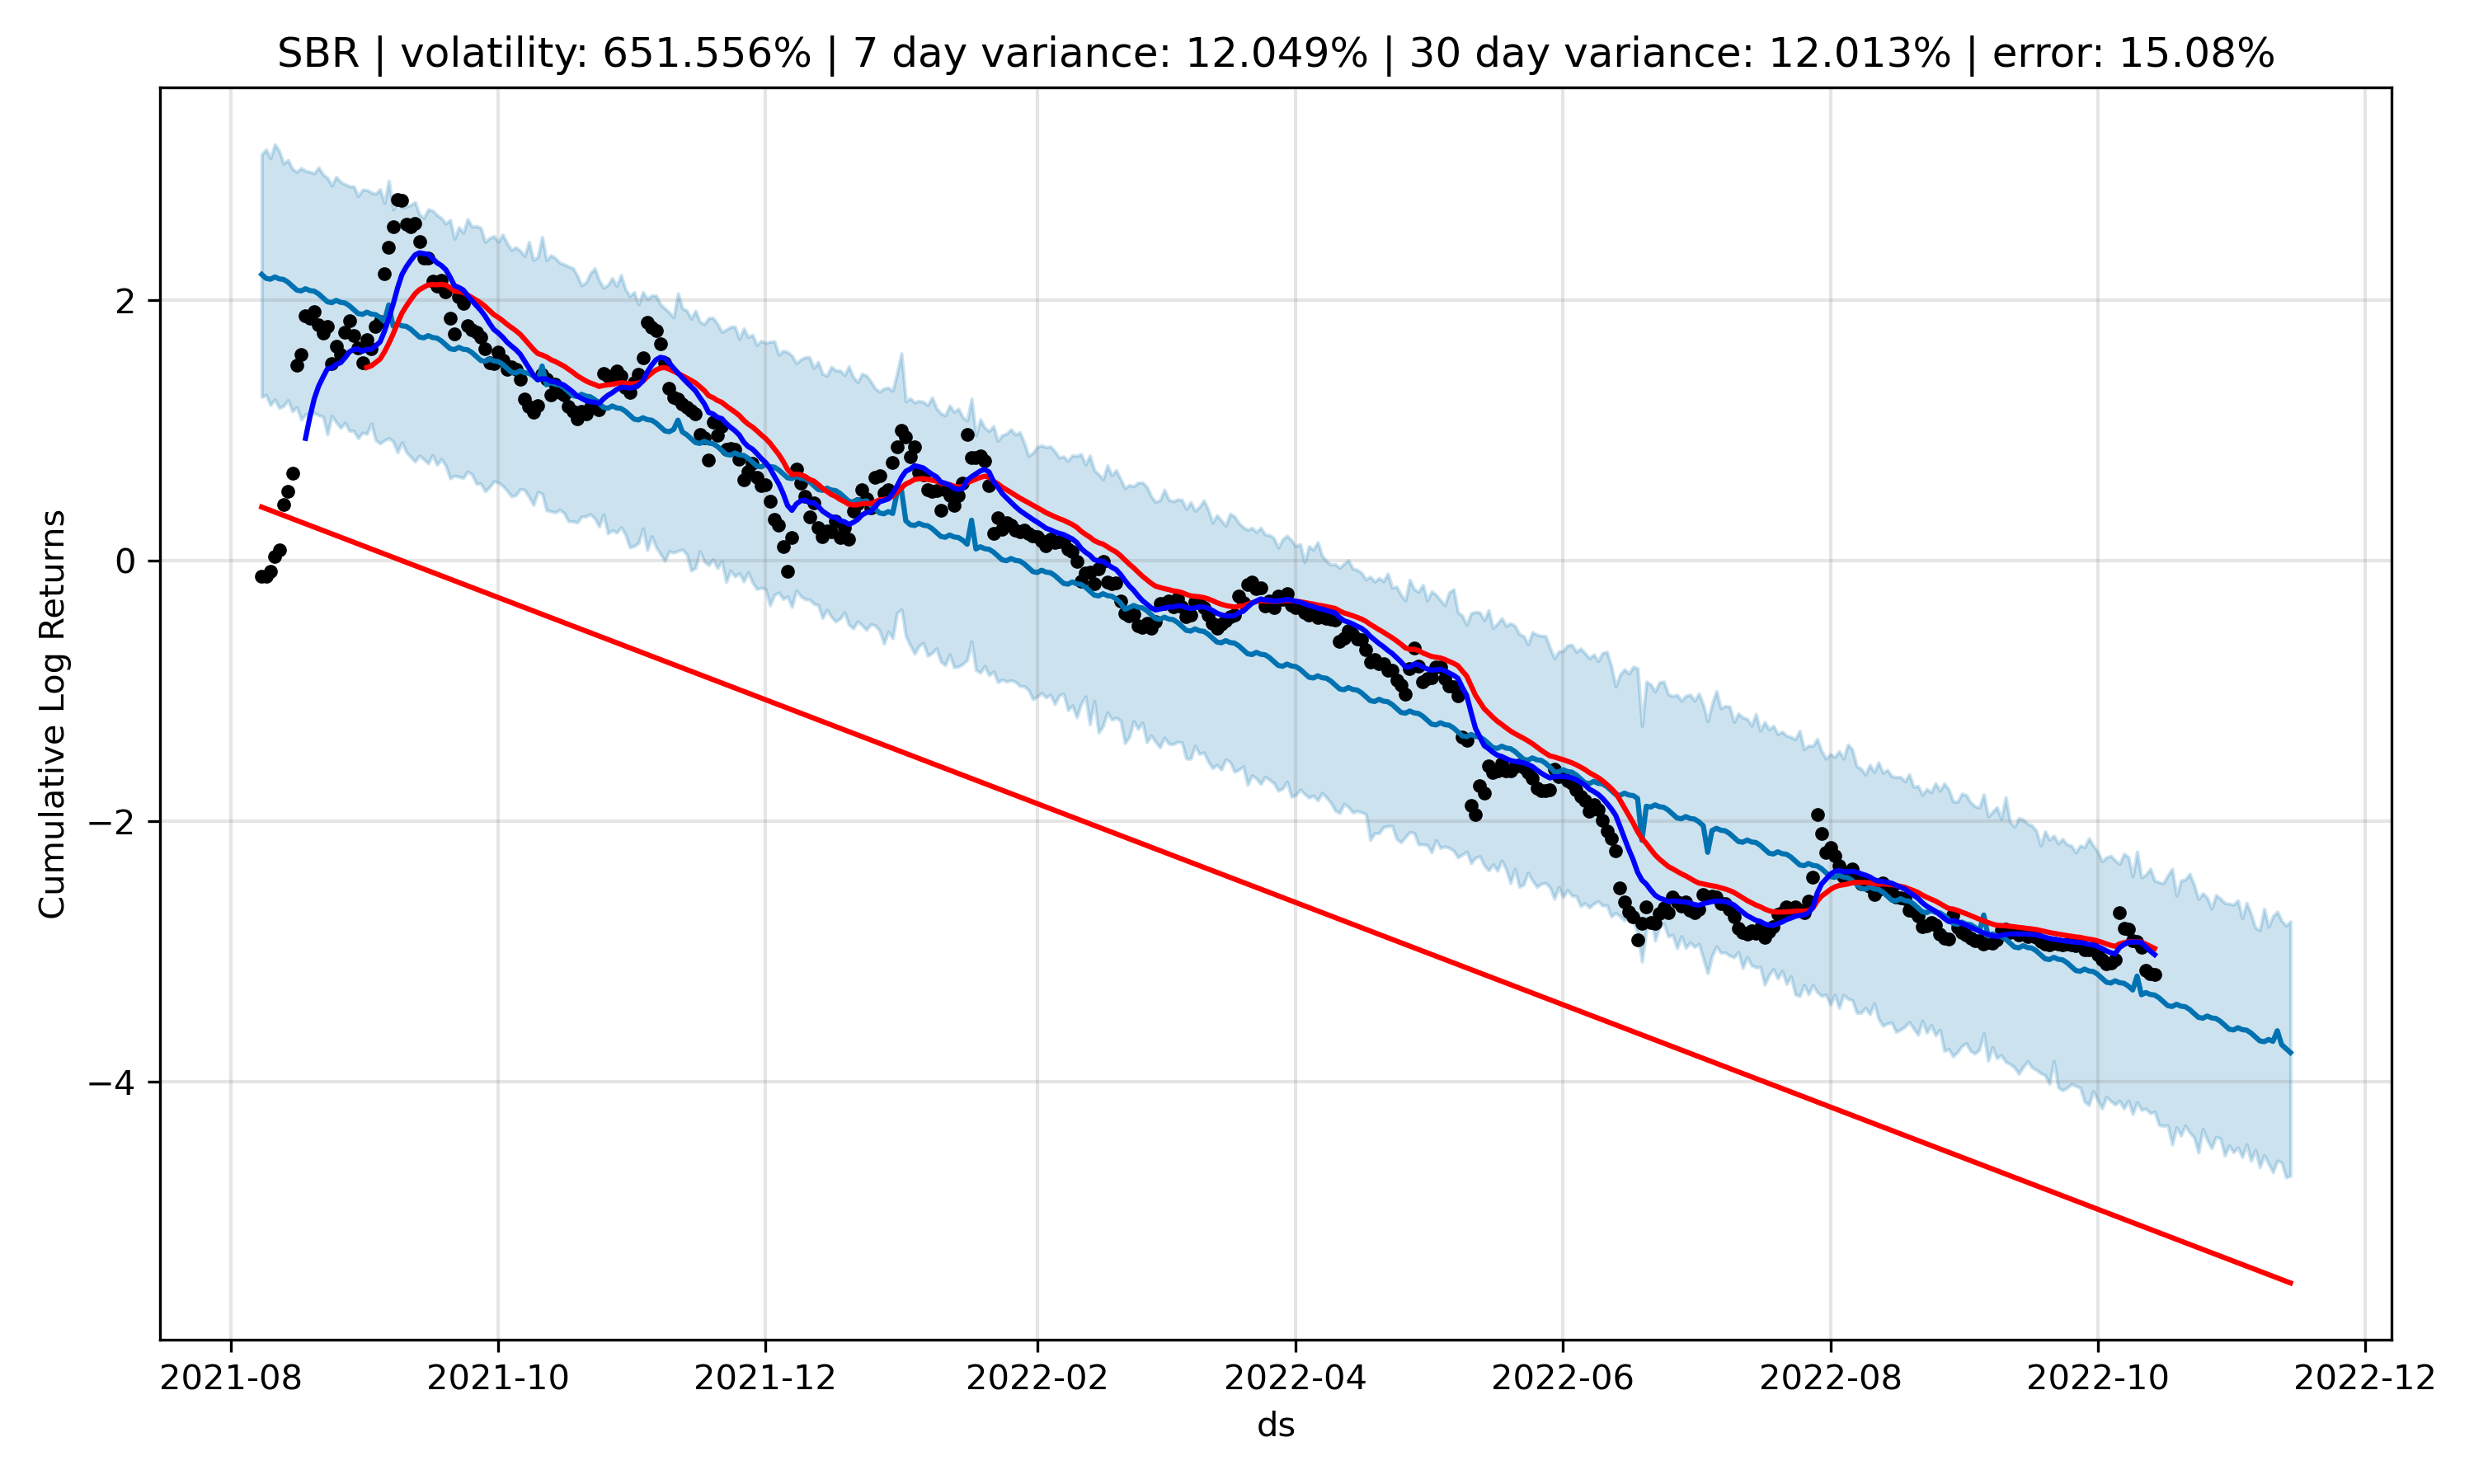 SBR | volatility: 651.556% | 7 day variance: 12.049% | 30 day variance: 12.013% | error: 15.08%
Cumulative Log Returns
2
0
−2
−4
2021-08 2021-10 2021-12 2022-02 2022-04 2022-06 2022-08 2022-10 2022-12
ds